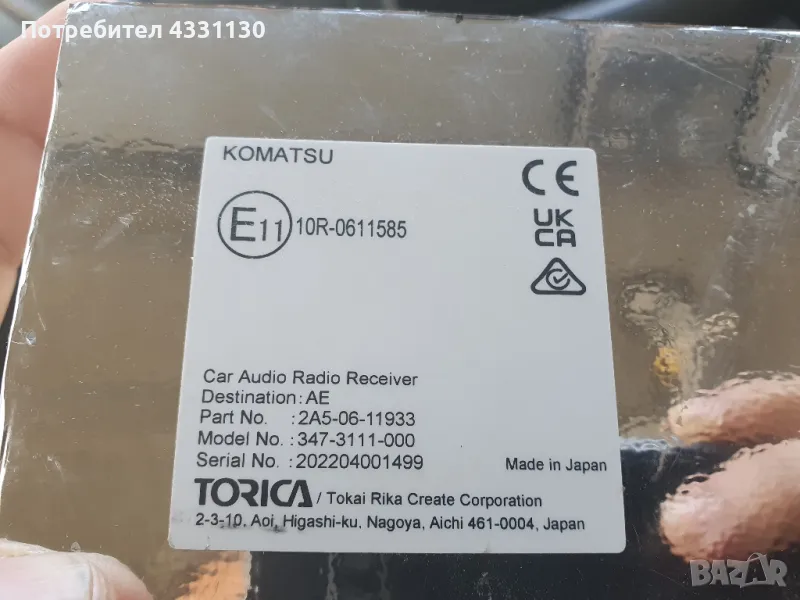 Потребител 4331130
KOMATSU
CE
E11 10R-0611585
UK
CA
Car Audio Radio Receiver
Destination:AE
Part No. :2A5-06-11933
Model No. :347-3111-000
Serial No. :202204001499
Made in Japan
TORICA / Tokai Rika Create Corporation
2-3-10, Aoi, Higashi-ku, Nagoya, Aichi 461-0004, Japan
BAZAR